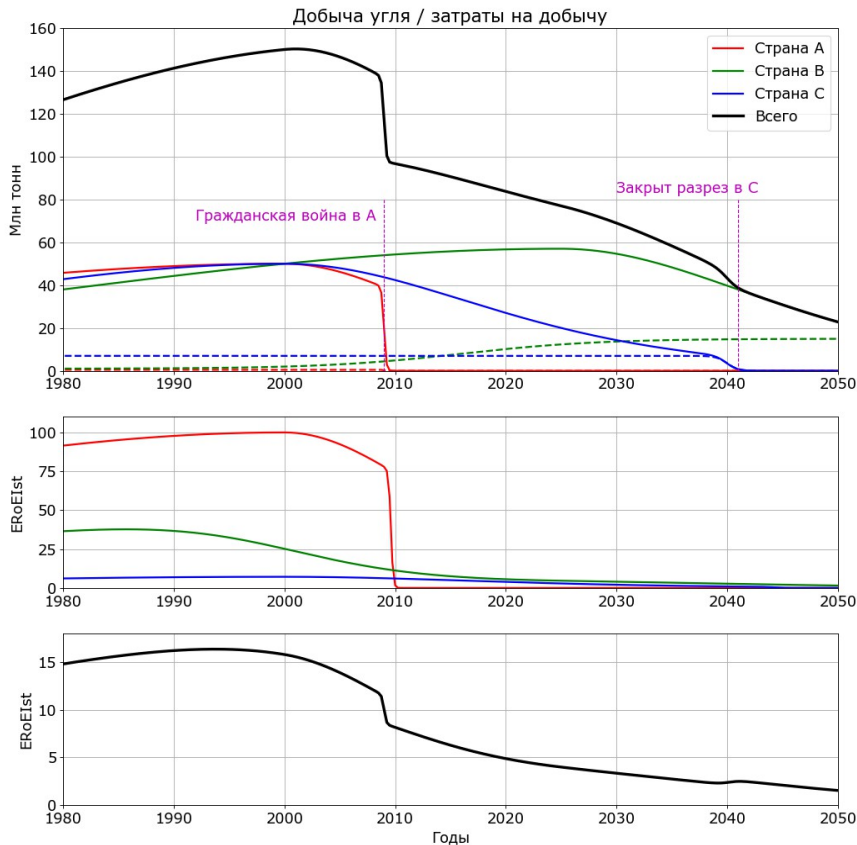 Добыча угля / затраты на добычу
160
140
120
100
80
60
40
20
0
Млн тонн
Страна A
Страна B
Страна C
Всего
Гражданская война в A
Закрыт разрез в C
1980 1990 2000 2010 2020 2030 2040 2050
100
75
50
25
0
ERoEIst
1980 1990 2000 2010 2020 2030 2040 2050
15
10
5
0
ERoEIst
1980 1990 2000 2010 2020 2030 2040 2050
Годы